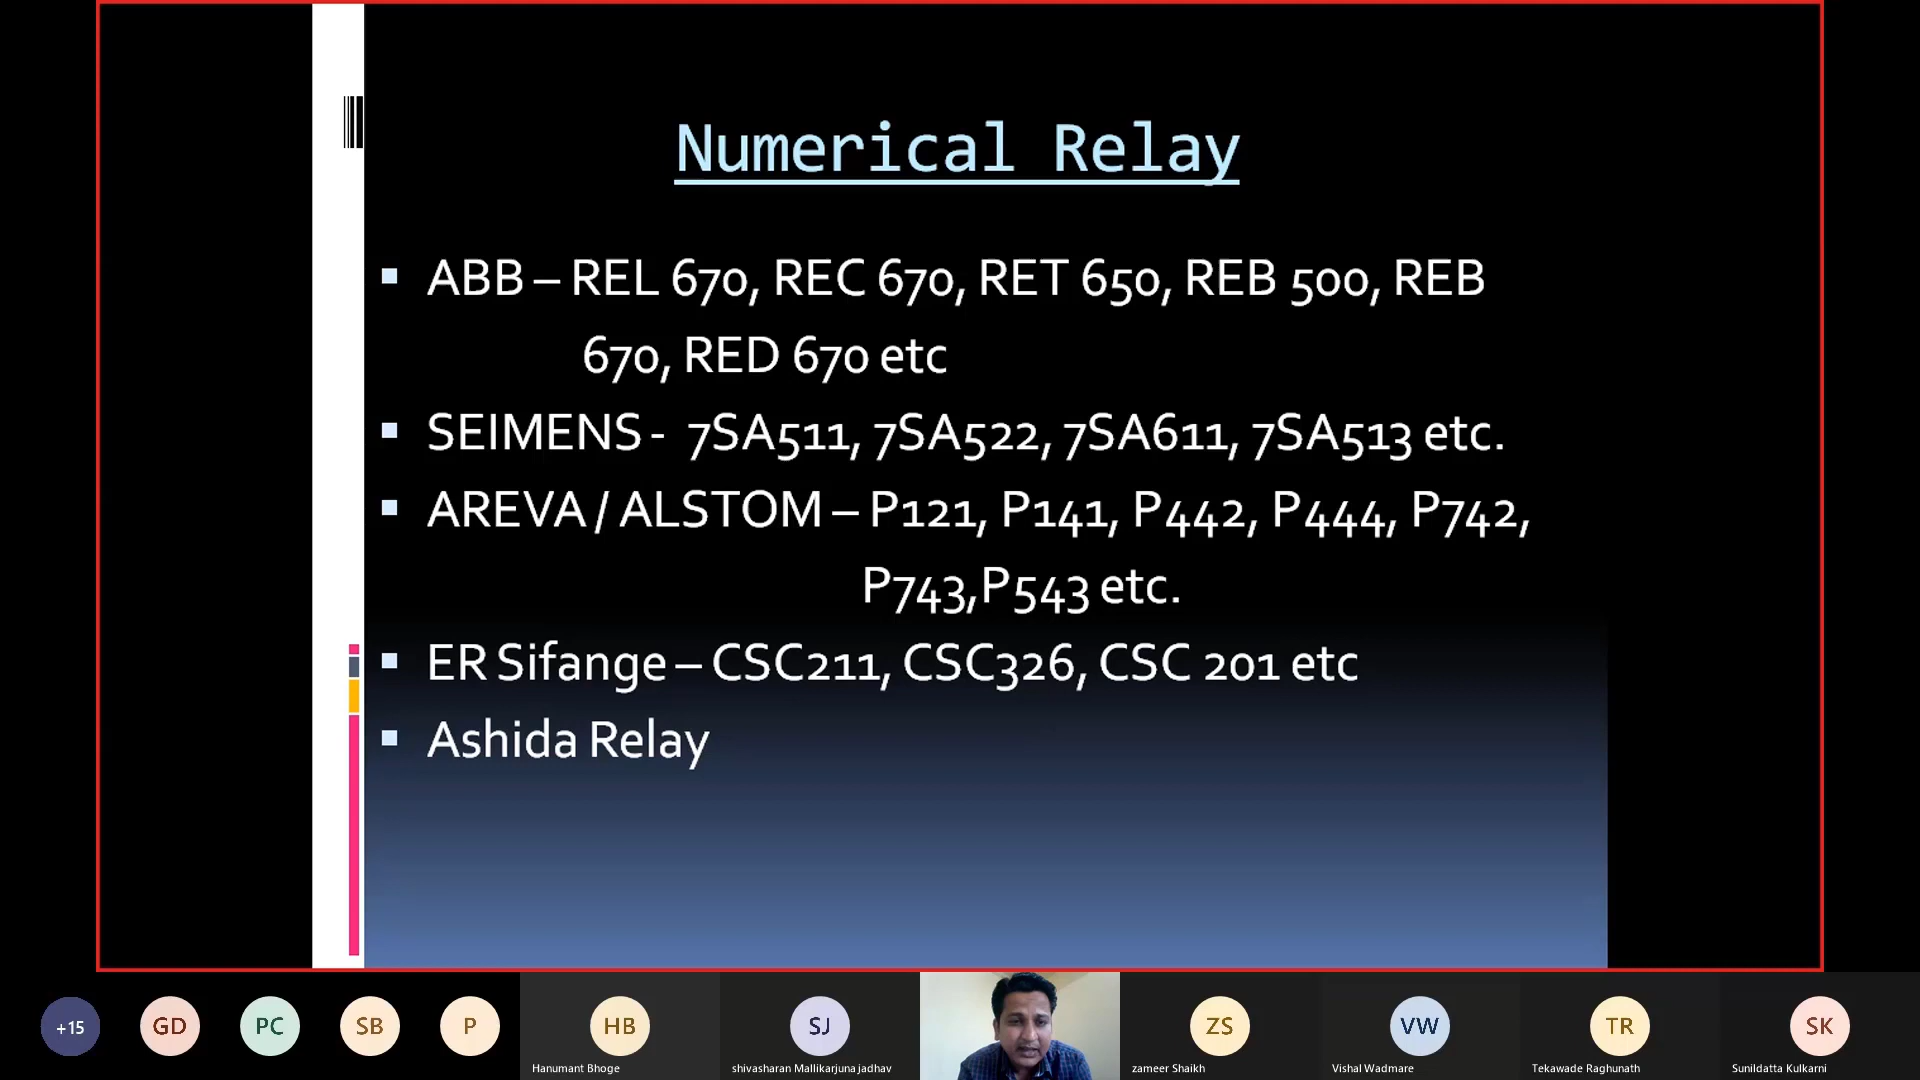 Numerical Relay
ABB – REL 670, REC 670, RET 650, REB 500, REB
670, RED 670 etc
SEIMENS - 7SA511, 7SA522, 7SA611, 7SA513 etc.
AREVA / ALSTOM – P121, P141, P442, P444, P742,
P743,P543 etc.
ER Sifange – CSC211, CSC326, CSC 201 etc
Ashida Relay
+15
GD
PC
SB
P
HB
SJ
ZS
VW
TR
SK
Hanumant Bhoge
shivasharan Mallikarjuna jadhav
zameer Shaikh
Vishal Wadmare
Tekawade Raghunath
Sunildatta Kulkarni